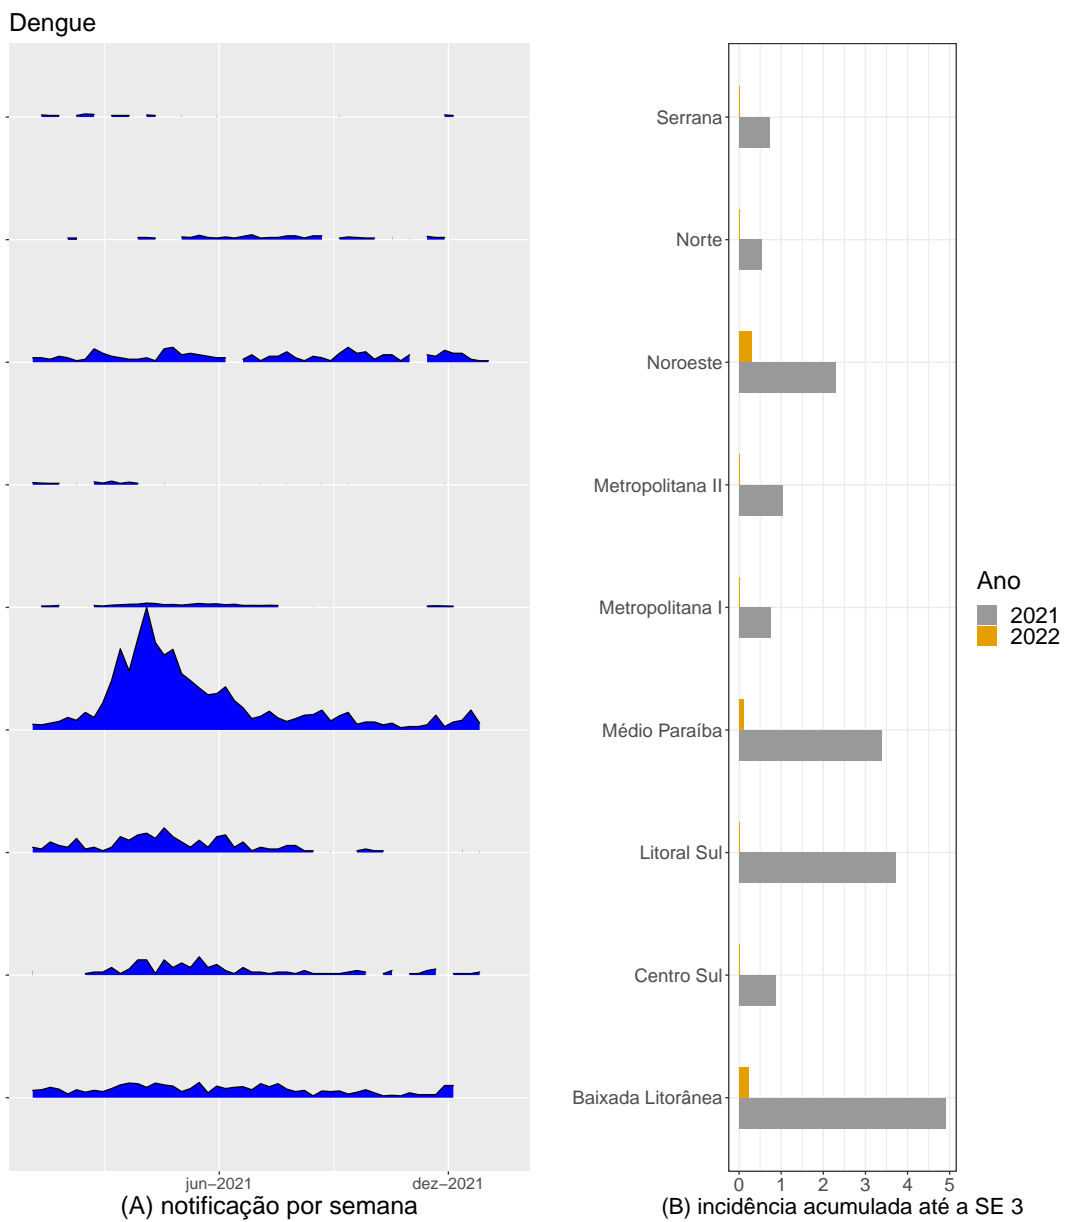 Dengue
Serrana
Norte
Noroeste
Metropolitana II
Metropolitana I
Médio Paraíba
Litoral Sul
Centro Sul
Baixada Litorânea
jun−2021 dez−2021
(A) notificação por semana
0 1 2 3 4 5
(B) incidência acumulada até a SE 3
Ano
2021
2022